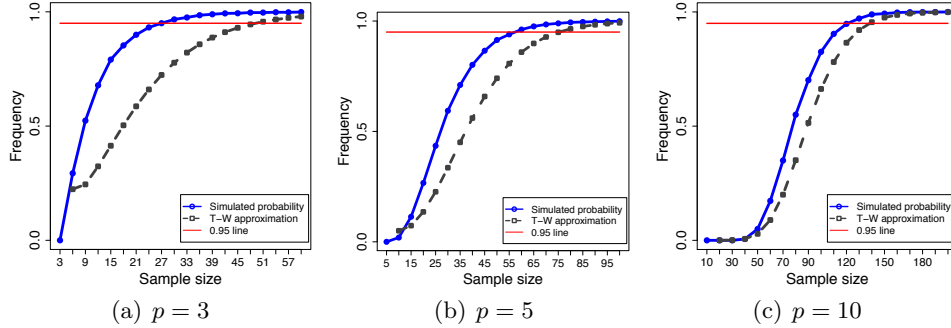 Frequency
1.0
0.5
0.0
Simulated probability
T−W approximation
0.95 line
3 9 15 21 27 33 39 45 51 57
Sample size
(a) p = 3
Frequency
1.0
0.5
0.0
Simulated probability
T−W approximation
0.95 line
5 15 25 35 45 55 65 75 85 95
Sample size
(b) p = 5
Frequency
1.0
0.5
0.0
Simulated probability
T−W approximation
0.95 line
10 30 50 70 90 120 150 180
Sample size
(c) p = 10